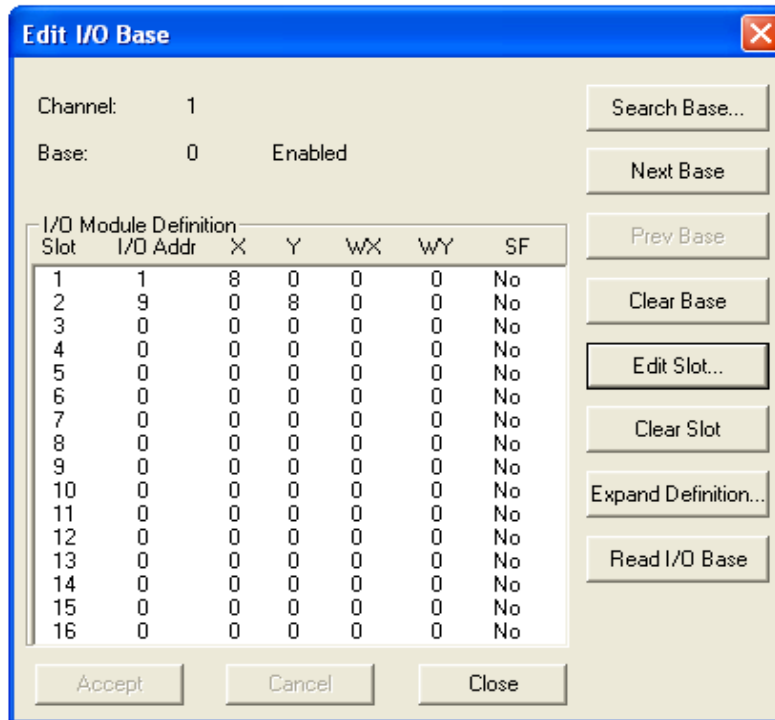 Edit I/O Base
Channel: 1
Base: 0 Enabled
I/O Module Definition
Slot I/O Addr X Y WX WY SF
1 1 8 0 0 0 No
2 9 0 8 0 0 No
3 0 0 0 0 0 No
4 0 0 0 0 0 No
5 0 0 0 0 0 No
6 0 0 0 0 0 No
7 0 0 0 0 0 No
8 0 0 0 0 0 No
9 0 0 0 0 0 No
10 0 0 0 0 0 No
11 0 0 0 0 0 No
12 0 0 0 0 0 No
13 0 0 0 0 0 No
14 0 0 0 0 0 No
15 0 0 0 0 0 No
16 0 0 0 0 0 No
Accept Cancel Close
Search Base...
Next Base
Prev Base
Clear Base
Edit Slot...
Clear Slot
Expand Definition...
Read I/O Base